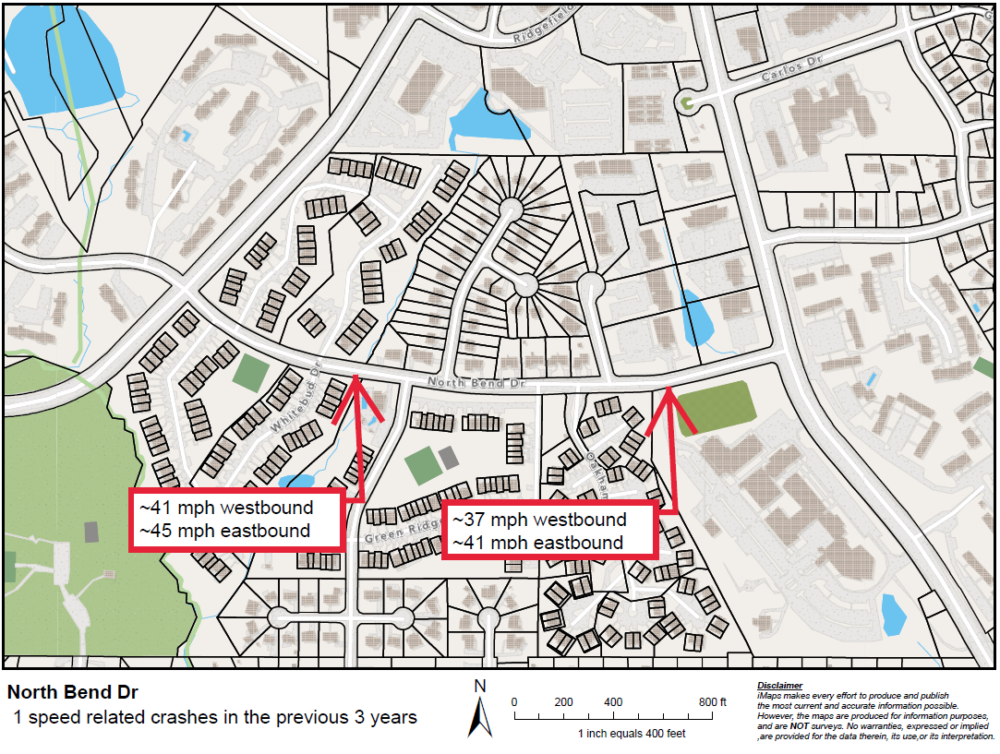 Ridgefield
Carlos Dr
North Bend Dr
Whitebud Dr
Oakham
Green Ridge
~41 mph westbound
~45 mph eastbound
~37 mph westbound
~41 mph eastbound
North Bend Dr
1 speed related crashes in the previous 3 years
N
0 200 400 800 ft
1 inch equals 400 feet
Disclaimer
iMaps makes every effort to produce and publish
the most current and accurate information possible.
However, the maps are produced for information purposes,
and are NOT surveys. No warranties, expressed or implied
,are provided for the data therein, its use,or its interpretation.